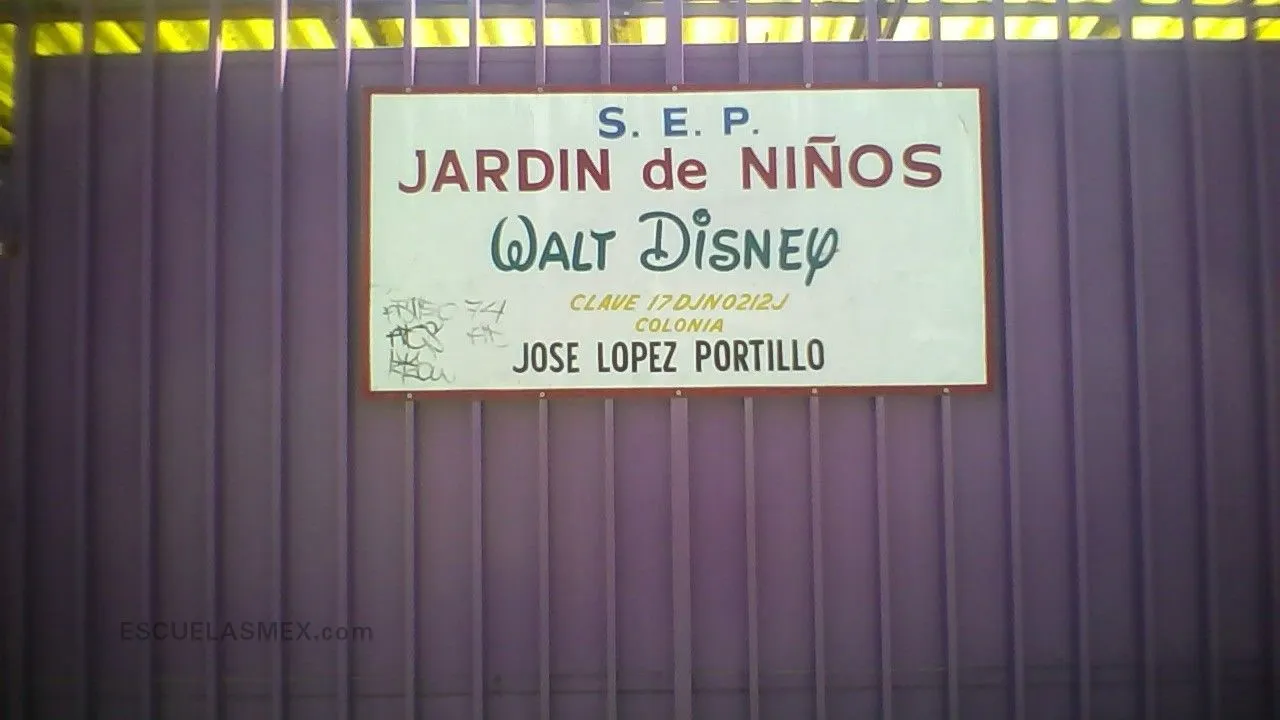 S. E. P.
JARDIN de NIÑOS
WALT DISNEY
CLAVE 17DJN0212J
COLONIA
JOSE LOPEZ PORTILLO
ESCUELASMEX.com